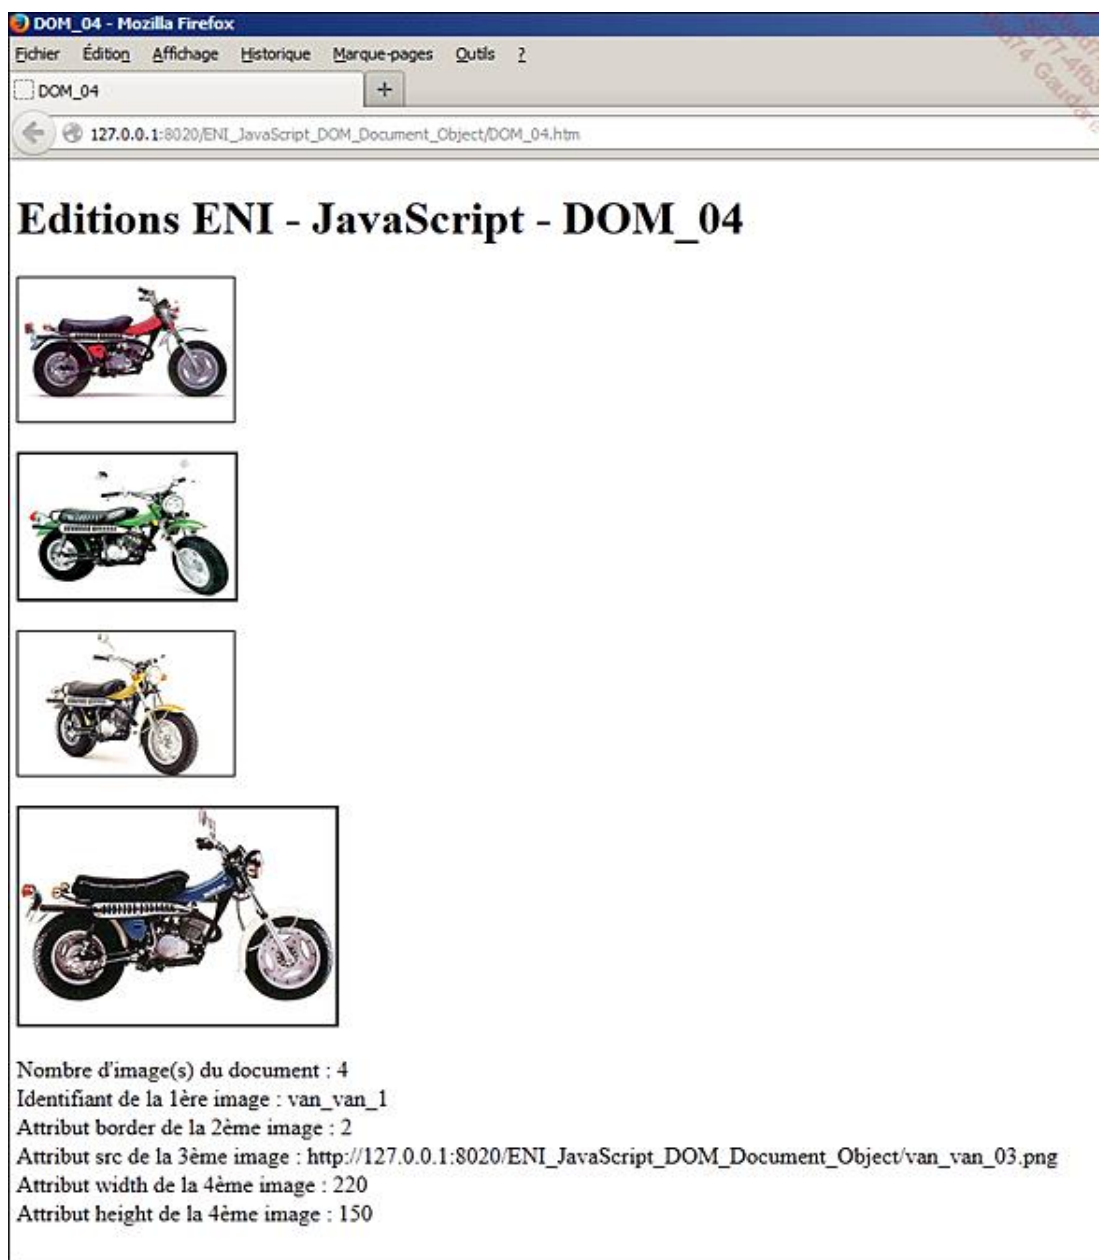 DOM_04 - Mozilla Firefox
Fichier Édition Affichage Historique Marque-pages Outils ?
DOM_04 +
127.0.0.1:8020/ENI_JavaScript_DOM_Document_Object/DOM_04.htm
Editions ENI - JavaScript - DOM_04
Nombre d'image(s) du document : 4
Identifiant de la 1ère image : van_van_1
Attribut border de la 2ème image : 2
Attribut src de la 3ème image : http://127.0.0.1:8020/ENI_JavaScript_DOM_Document_Object/van_van_03.png
Attribut width de la 4ème image : 220
Attribut height de la 4ème image : 150